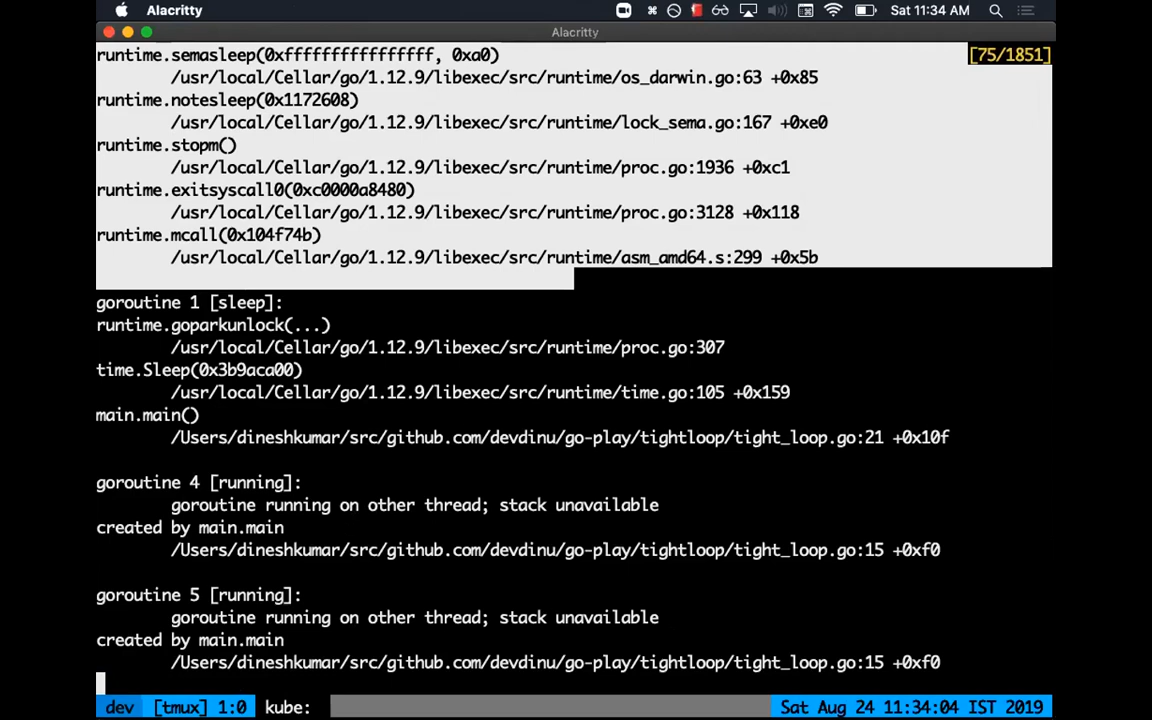 Alacritty
Sat 11:34 AM
Alacritty
runtime.semasleep(0xffffffffffffffff, 0xa0) [75/1851]
/usr/local/Cellar/go/1.12.9/libexec/src/runtime/os_darwin.go:63 +0x85
runtime.notesleep(0x1172608)
/usr/local/Cellar/go/1.12.9/libexec/src/runtime/lock_sema.go:167 +0xe0
runtime.stopm()
/usr/local/Cellar/go/1.12.9/libexec/src/runtime/proc.go:1936 +0xc1
runtime.exitsyscall0(0xc0000a8480)
/usr/local/Cellar/go/1.12.9/libexec/src/runtime/proc.go:3128 +0x118
runtime.mcall(0x104f74b)
/usr/local/Cellar/go/1.12.9/libexec/src/runtime/asm_amd64.s:299 +0x5b
goroutine 1 [sleep]:
runtime.goparkunlock(...)
/usr/local/Cellar/go/1.12.9/libexec/src/runtime/proc.go:307
time.Sleep(0x3b9aca00)
/usr/local/Cellar/go/1.12.9/libexec/src/runtime/time.go:105 +0x159
main.main()
/Users/dineshkumar/src/github.com/devdinu/go-play/tightloop/tight_loop.go:21 +0x10f
goroutine 4 [running]:
goroutine running on other thread; stack unavailable
created by main.main
/Users/dineshkumar/src/github.com/devdinu/go-play/tightloop/tight_loop.go:15 +0xf0
goroutine 5 [running]:
goroutine running on other thread; stack unavailable
created by main.main
/Users/dineshkumar/src/github.com/devdinu/go-play/tightloop/tight_loop.go:15 +0xf0
dev [tmux] 1:0 kube: Sat Aug 24 11:34:04 IST 2019